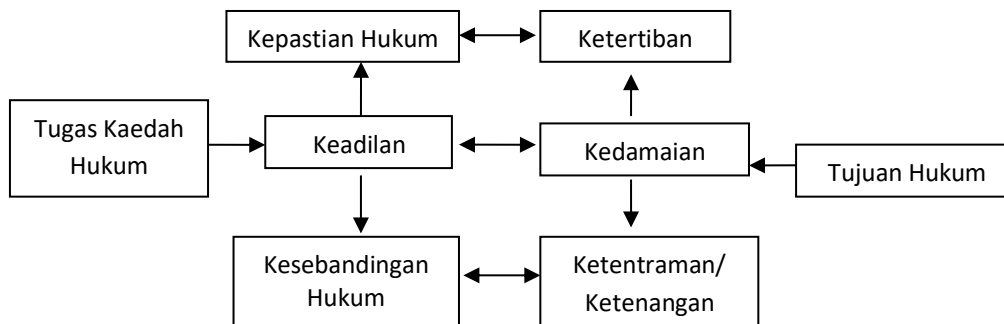 Kepastian Hukum
Ketertiban
Tugas Kaedah
Hukum
Keadilan
Kedamaian
Tujuan Hukum
Kesebandingan
Hukum
Ketentraman/
Ketenangan